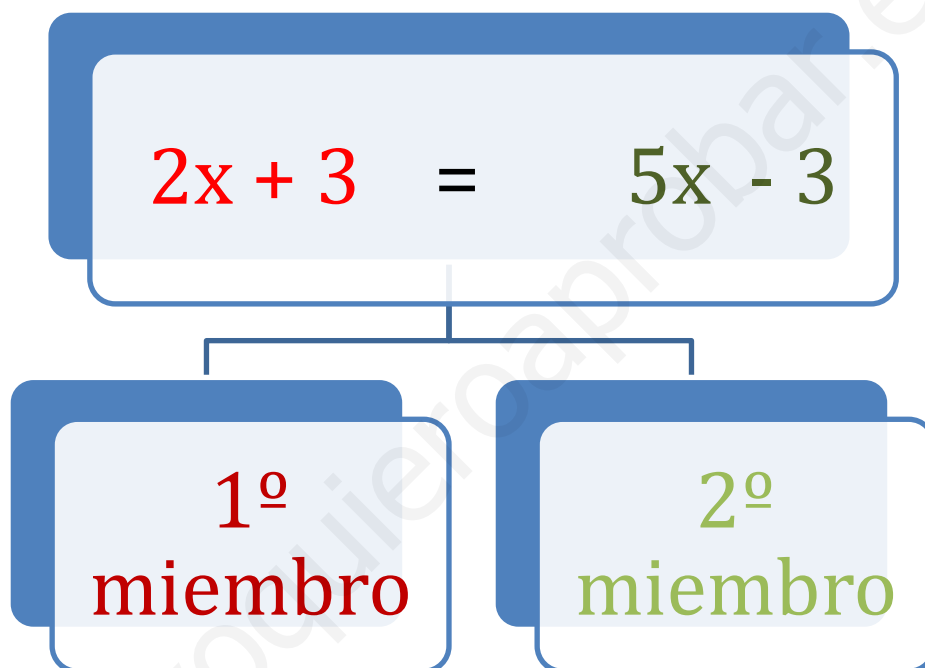 2x + 3 = 5x - 3
1º
miembro
2º
miembro